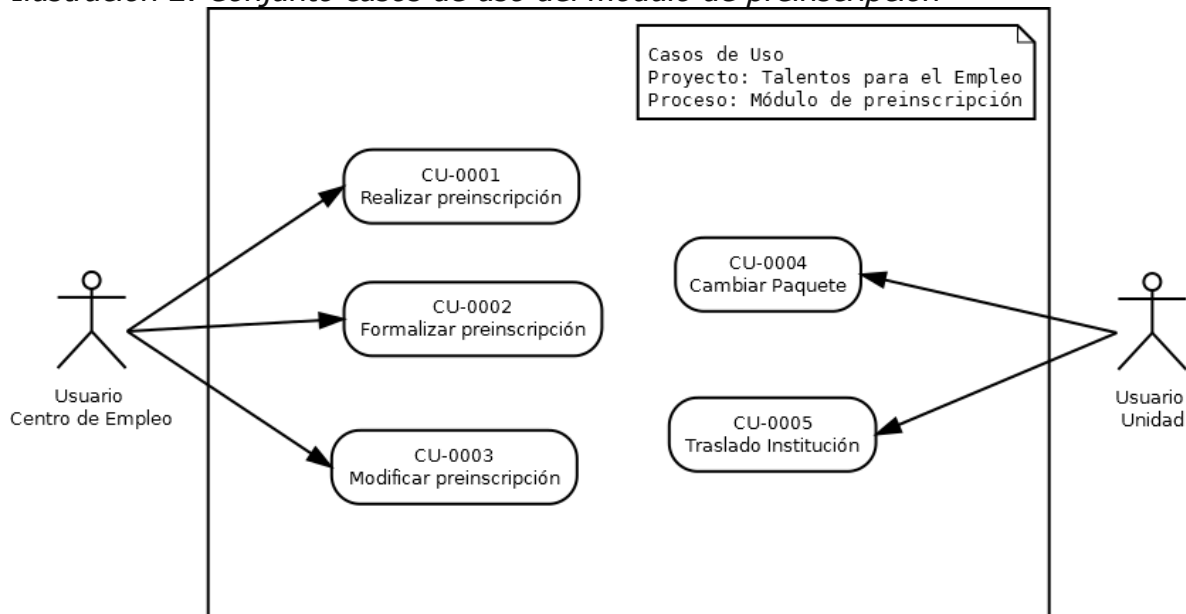 Ilustración 2. Conjunto casos de uso del módulo de preinscripción
Casos de Uso
Proyecto: Talentos para el Empleo
Proceso: Módulo de preinscripción
CU-0001
Realizar preinscripción
CU-0002
Formalizar preinscripción
CU-0003
Modificar preinscripción
CU-0004
Cambiar Paquete
CU-0005
Traslado Institución
Usuario
Centro de Empleo
Usuario
Unidad